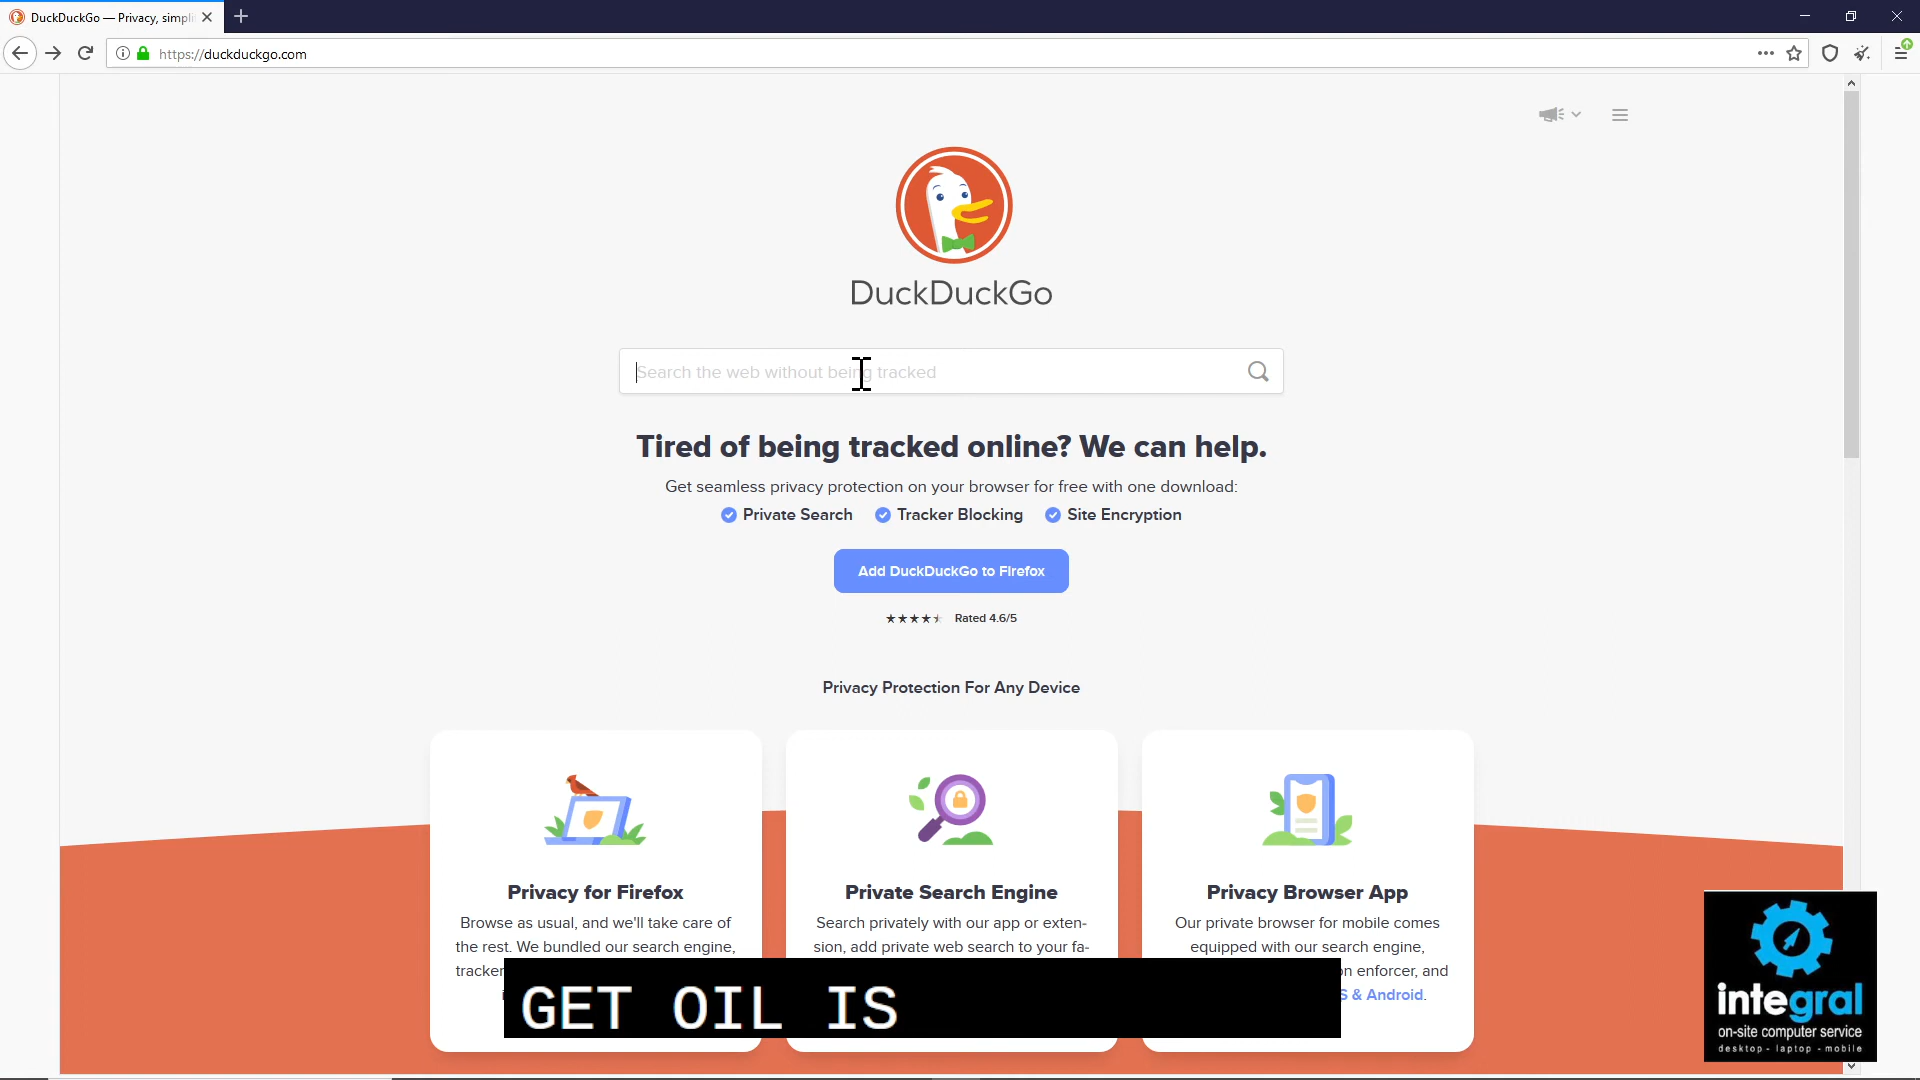 DuckDuckGo — Privacy, simpli
https://duckduckgo.com
DuckDuckGo
Search the web without being tracked
Tired of being tracked online? We can help.
Get seamless privacy protection on your browser for free with one download:
Private Search Tracker Blocking Site Encryption
Add DuckDuckGo to Firefox
Rated 4.6/5
Privacy Protection For Any Device
Privacy for Firefox
Browse as usual, and we'll take care of
the rest. We bundled our search engine,
tracker
Private Search Engine
Search privately with our app or exten-
sion, add private web search to your fa-
Privacy Browser App
Our private browser for mobile comes
equipped with our search engine,
enforcer, and
& Android.
GET OIL IS
integral
on-site computer service
desktop - laptop - mobile